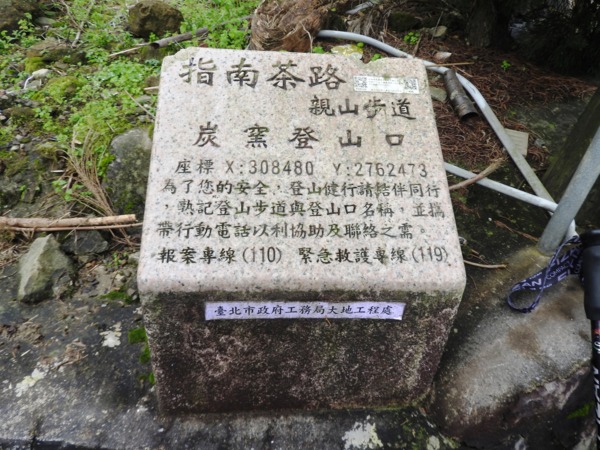 指南茶路
親山步道
炭窯登山口
座標 X:308480 Y:2762473
為了您的安全，登山健行請結伴同行
，熟記登山步道與登山口名稱，並攜
帶行動電話以利協助及聯絡之需。
報案專線(110) 緊急救護專線(119)
臺北市政府工務局大地工程處